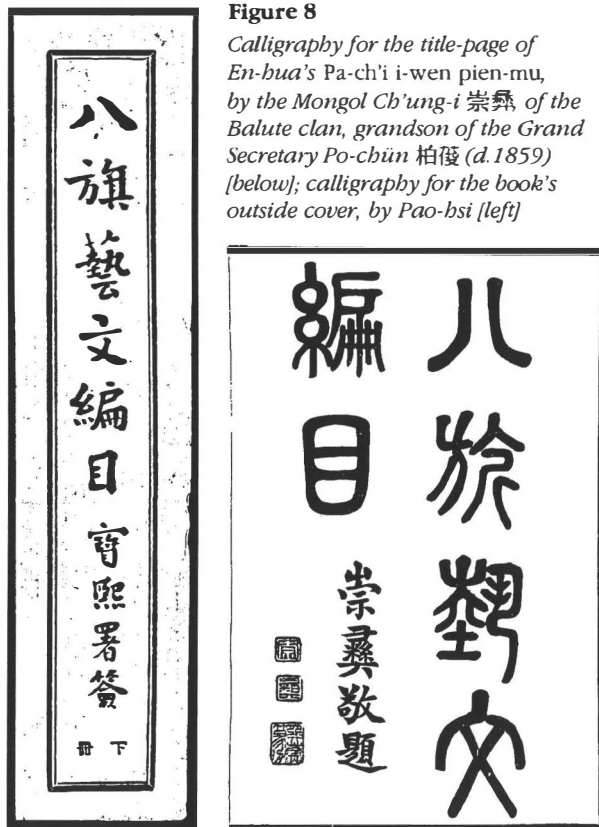 Figure 8
Calligraphy for the title-page of
En-hua's Pa-ch'i i-wen pien-mu,
by the Mongol Ch'ung-i 崇彝, of the
Balute clan, grandson of the Grand
Secretary Po-chün 柏葰 (d.1859)
[below]; calligraphy for the book's
outside cover, by Pao-hsi [left]
八旗藝文編目 寶熙署簽
下冊
八旂埶文
編目
崇彝敬題